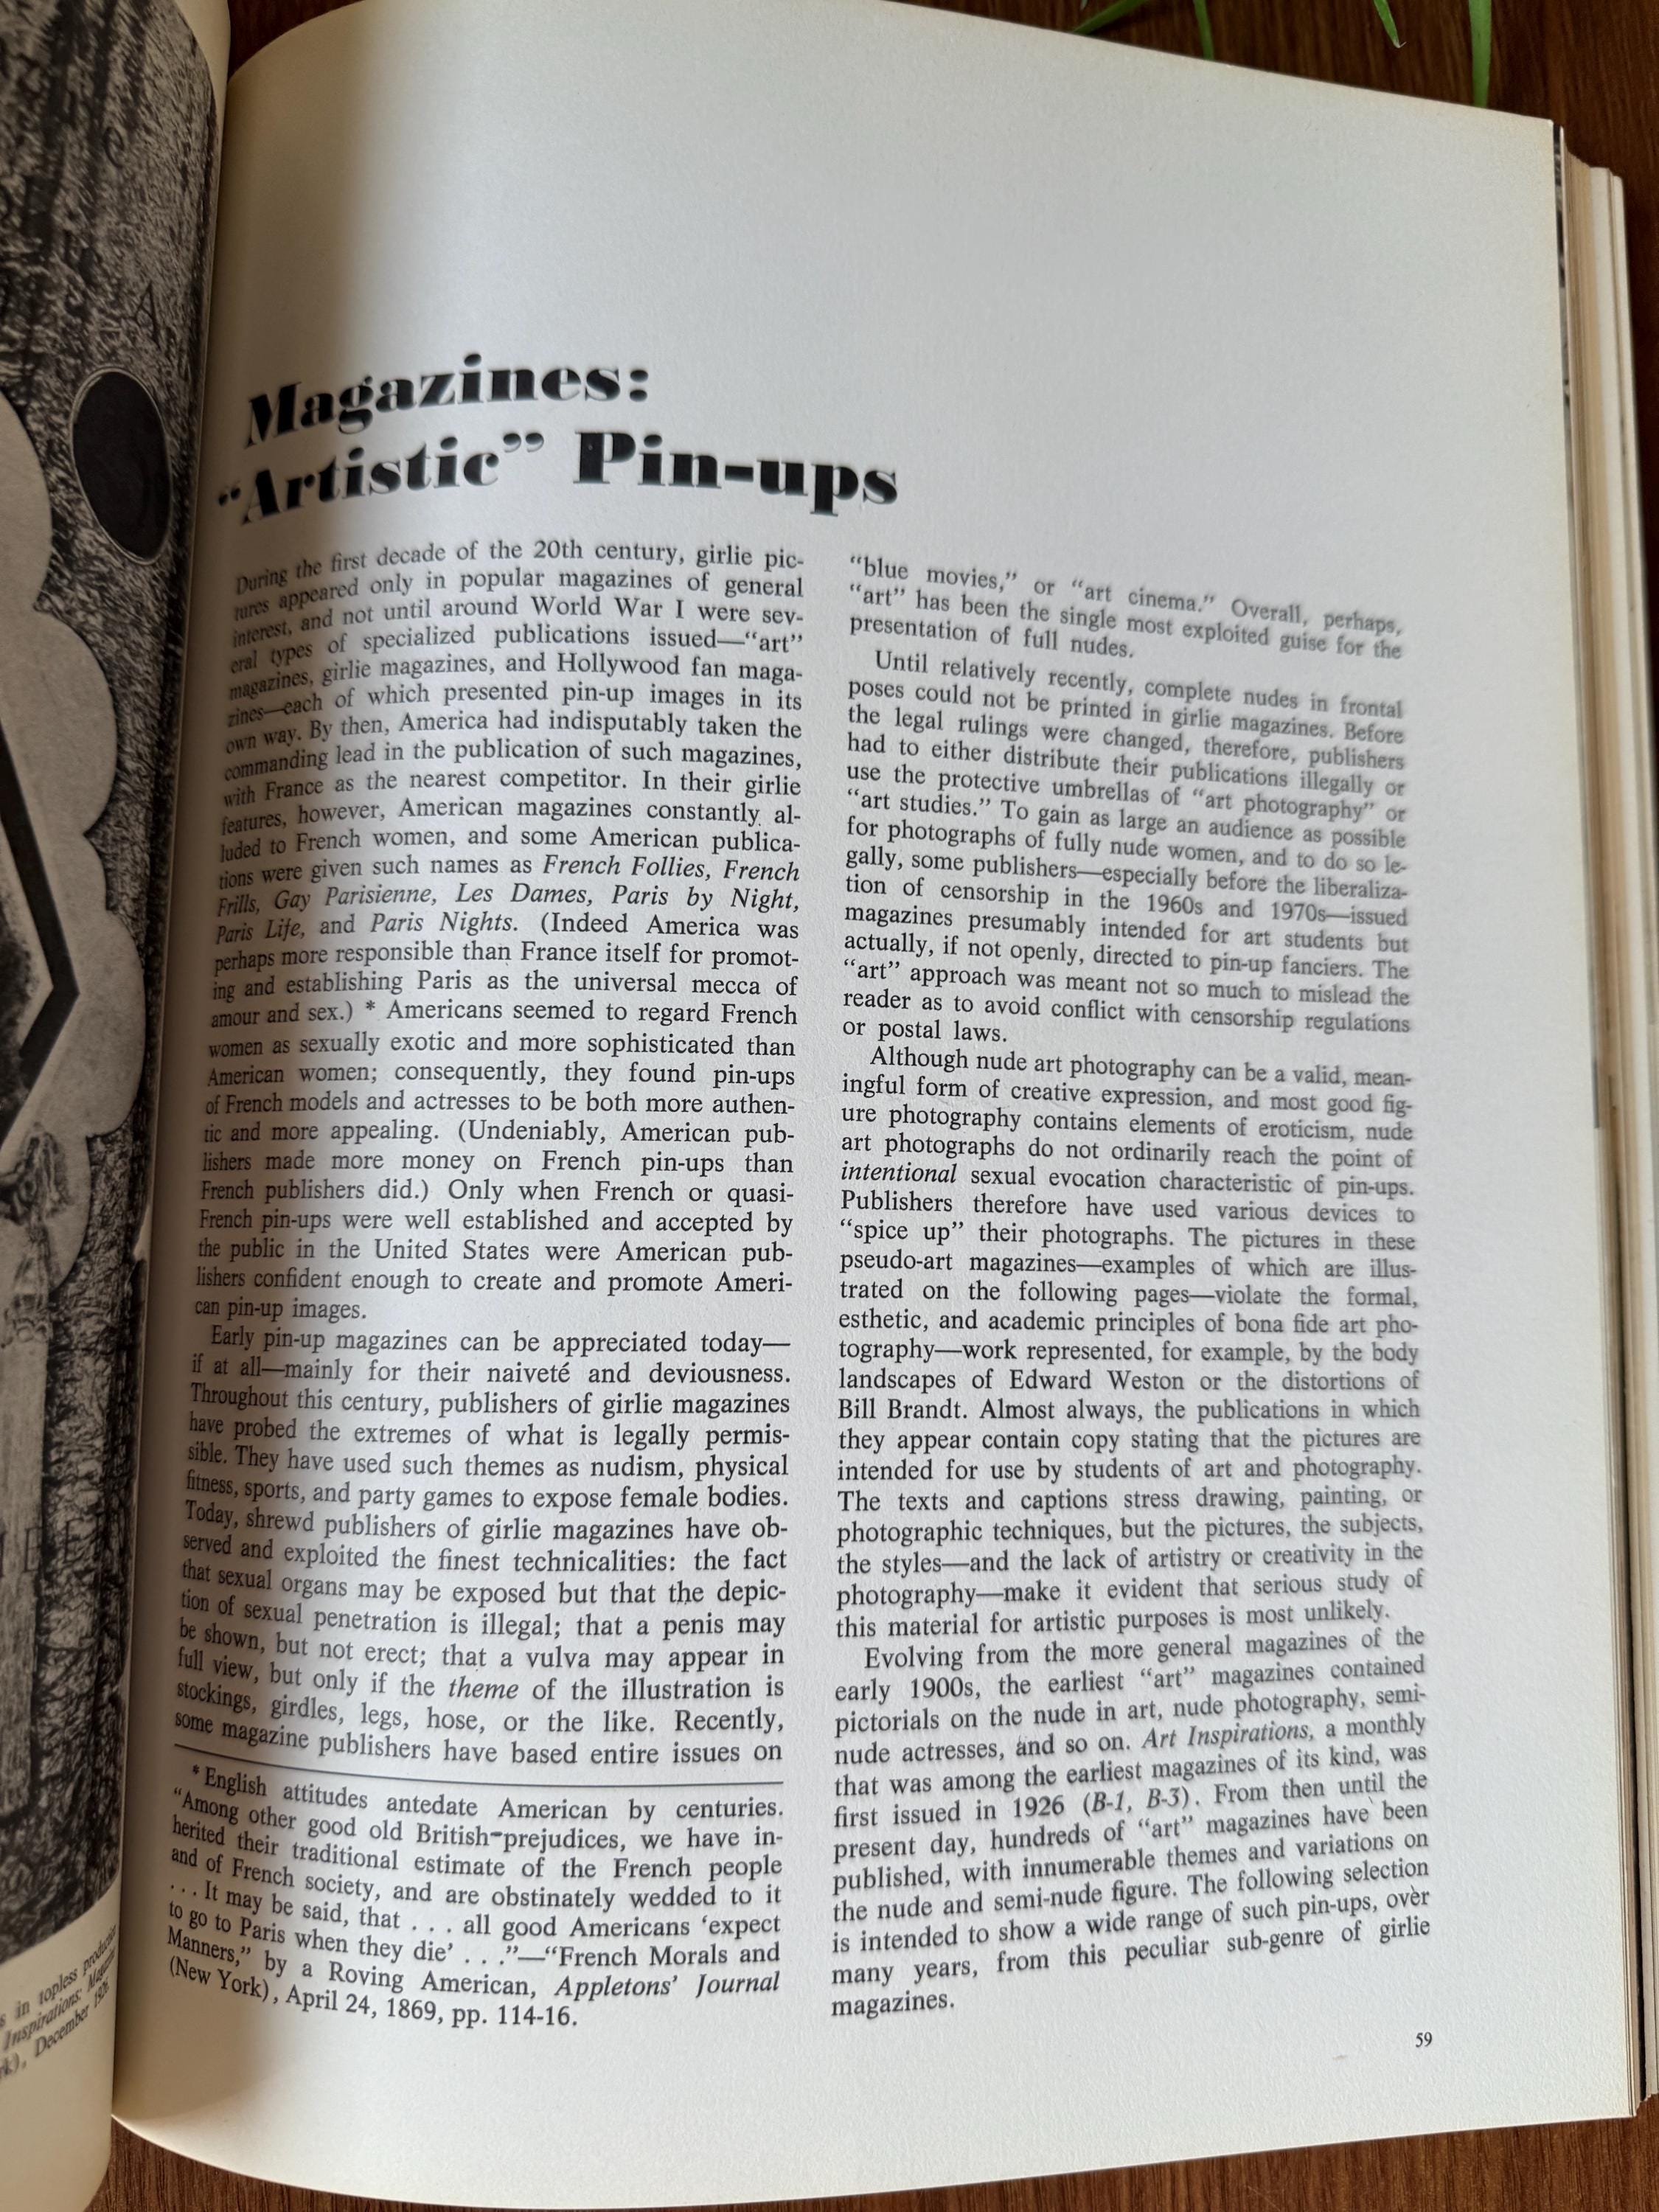 Magazines:
“Artistic” Pin-ups
During the first decade of the 20th century, girlie pic-
tures appeared only in popular magazines of general
interest, and not until around World War I were sev-
eral types of specialized publications issued—“art”
magazines, girlie magazines, and Hollywood fan maga-
zines—each of which presented pin-up images in its
own way. By then, America had indisputably taken the
commanding lead in the publication of such magazines,
with France as the nearest competitor. In their girlie
features, however, American magazines constantly al-
luded to French women, and some American publica-
tions were given such names as French Follies, French
Frills, Gay Parisienne, Les Dames, Paris by Night,
Paris Life, and Paris Nights. (Indeed America was
perhaps more responsible than France itself for promot-
ing and establishing Paris as the universal mecca of
amour and sex.) * Americans seemed to regard French
women as sexually exotic and more sophisticated than
American women; consequently, they found pin-ups
of French models and actresses to be both more authen-
tic and more appealing. (Undeniably, American pub-
lishers made more money on French pin-ups than
French publishers did.) Only when French or quasi-
French pin-ups were well established and accepted by
the public in the United States were American pub-
lishers confident enough to create and promote Ameri-
can pin-up images.
Early pin-up magazines can be appreciated today—
if at all—mainly for their naiveté and deviousness.
Throughout this century, publishers of girlie magazines
have probed the extremes of what is legally permis-
sible. They have used such themes as nudism, physical
fitness, sports, and party games to expose female bodies.
Today, shrewd publishers of girlie magazines have ob-
served and exploited the finest technicalities: the fact
that sexual organs may be exposed but that the depic-
tion of sexual penetration is illegal; that a penis may
be shown, but not erect; that a vulva may appear in
full view, but only if the theme of the illustration is
stockings, girdles, legs, hose, or the like. Recently,
some magazine publishers have based entire issues on
* English attitudes antedate American by centuries.
“Among other good old British-prejudices, we have in-
herited their traditional estimate of the French people
and of French society, and are obstinately wedded to it
. . . It may be said, that . . . all good Americans ‘expect
to go to Paris when they die’ . . .”—“French Morals and
Manners,” by a Roving American, Appletons’ Journal
(New York), April 24, 1869, pp. 114-16.
“blue movies,” or “art cinema.” Overall, perhaps,
“art” has been the single most exploited guise for the
presentation of full nudes.
Until relatively recently, complete nudes in frontal
poses could not be printed in girlie magazines. Before
the legal rulings were changed, therefore, publishers
had to either distribute their publications illegally or
use the protective umbrellas of “art photography” or
“art studies.” To gain as large an audience as possible
for photographs of fully nude women, and to do so le-
gally, some publishers—especially before the liberaliza-
tion of censorship in the 1960s and 1970s—issued
magazines presumably intended for art students but
actually, if not openly, directed to pin-up fanciers. The
“art” approach was meant not so much to mislead the
reader as to avoid conflict with censorship regulations
or postal laws.
Although nude art photography can be a valid, mean-
ingful form of creative expression, and most good fig-
ure photography contains elements of eroticism, nude
art photographs do not ordinarily reach the point of
intentional sexual evocation characteristic of pin-ups.
Publishers therefore have used various devices to
“spice up” their photographs. The pictures in these
pseudo-art magazines—examples of which are illus-
trated on the following pages—violate the formal,
esthetic, and academic principles of bona fide art pho-
tography—work represented, for example, by the body
landscapes of Edward Weston or the distortions of
Bill Brandt. Almost always, the publications in which
they appear contain copy stating that the pictures are
intended for use by students of art and photography.
The texts and captions stress drawing, painting, or
photographic techniques, but the pictures, the subjects,
the styles—and the lack of artistry or creativity in the
photography—make it evident that serious study of
this material for artistic purposes is most unlikely.
Evolving from the more general magazines of the
early 1900s, the earliest “art” magazines contained
pictorials on the nude in art, nude photography, semi-
nude actresses, and so on. Art Inspirations, a monthly
that was among the earliest magazines of its kind, was
first issued in 1926 (B-1, B-3). From then until the
present day, hundreds of “art” magazines have been
published, with innumerable themes and variations on
the nude and semi-nude figure. The following selection
is intended to show a wide range of such pin-ups, over
many years, from this peculiar sub-genre of girlie
magazines.
59
in topless
Inspirations:
December 1926